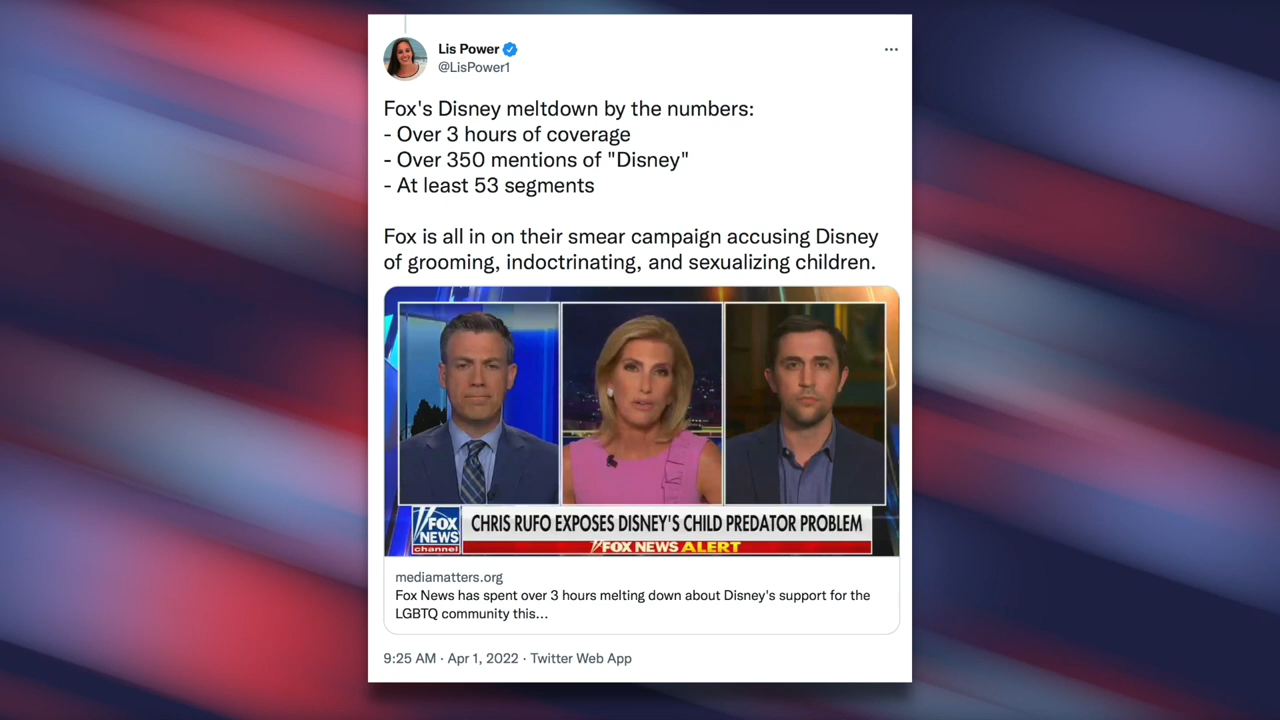 Lis Power
@LisPower1
Fox's Disney meltdown by the numbers:
- Over 3 hours of coverage
- Over 350 mentions of "Disney"
- At least 53 segments
Fox is all in on their smear campaign accusing Disney
of grooming, indoctrinating, and sexualizing children.
FOX
NEWS
channel
CHRIS RUFO EXPOSES DISNEY'S CHILD PREDATOR PROBLEM
FOX NEWS ALERT
mediamatters.org
Fox News has spent over 3 hours melting down about Disney's support for the
LGBTQ community this...
9:25 AM · Apr 1, 2022 · Twitter Web App